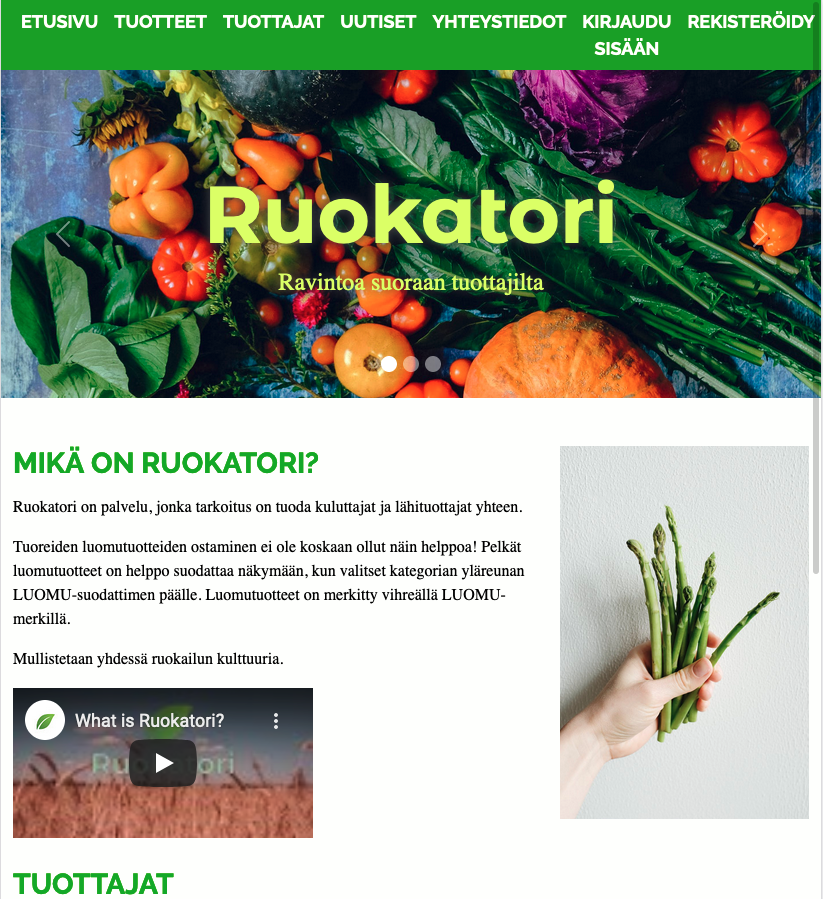 ETUSIVU TUOTTEET TUOTTAJAT UUTISET YHTEYSTIEDOT KIRJAUDU SISÄÄN REKISTERÖIDY
Ruokatori
Ravintoa suoraan tuottajilta
MIKÄ ON RUOKATORI?
Ruokatori on palvelu, jonka tarkoitus on tuoda kuluttajat ja lähituottajat yhteen.
Tuoreiden luomutuotteiden ostaminen ei ole koskaan ollut näin helppoa! Pelkät
luomutuotteet on helppo suodattaa näkymään, kun valitset kategorian yläreunan
LUOMU-suodattimen päälle. Luomutuotteet on merkitty vihreällä LUOMU-
merkillä.
Mullistetaan yhdessä ruokailun kulttuuria.
What is Ruokatori?
TUOTTAJAT